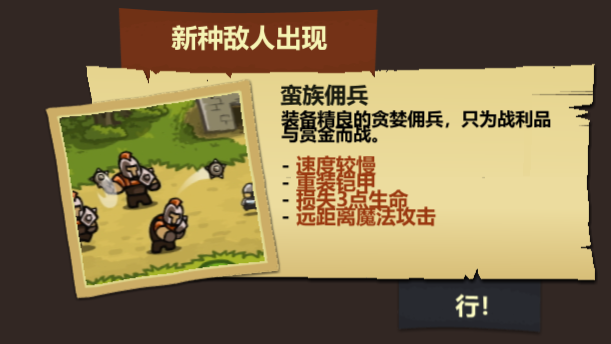 新种敌人出现
蛮族佣兵
装备精良的贪婪佣兵，只为战利品
与赏金而战。
- 速度较慢
- 重装铠甲
- 损失3点生命
- 远距离魔法攻击
行!